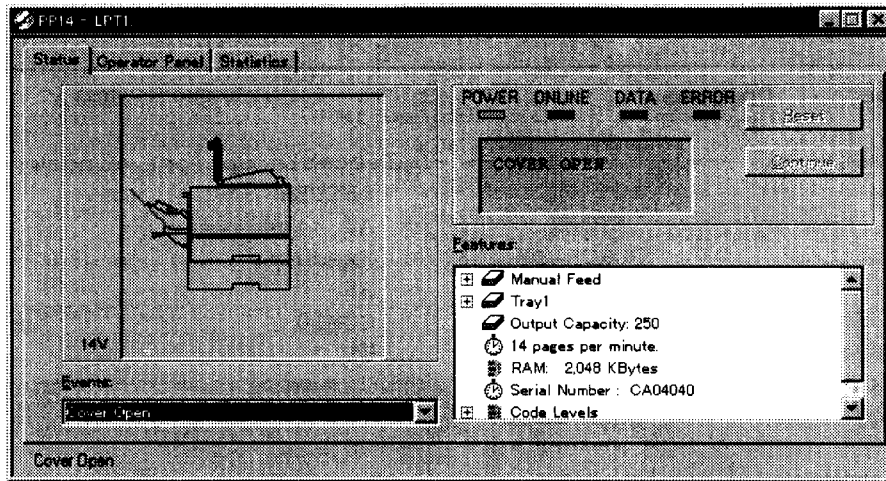 PP14 - LPT1.
Status Operator Panel Statistics
POWER ONLINE DATA ERROR
Reset
COVER OPEN
Continue
14V
Features:
Manual Feed
Tray1
Output Capacity: 250
14 pages per minute.
RAM: 2,048 KBytes
Serial Number : CA04040
Code Levels
Events:
Cover Open
Cover Open